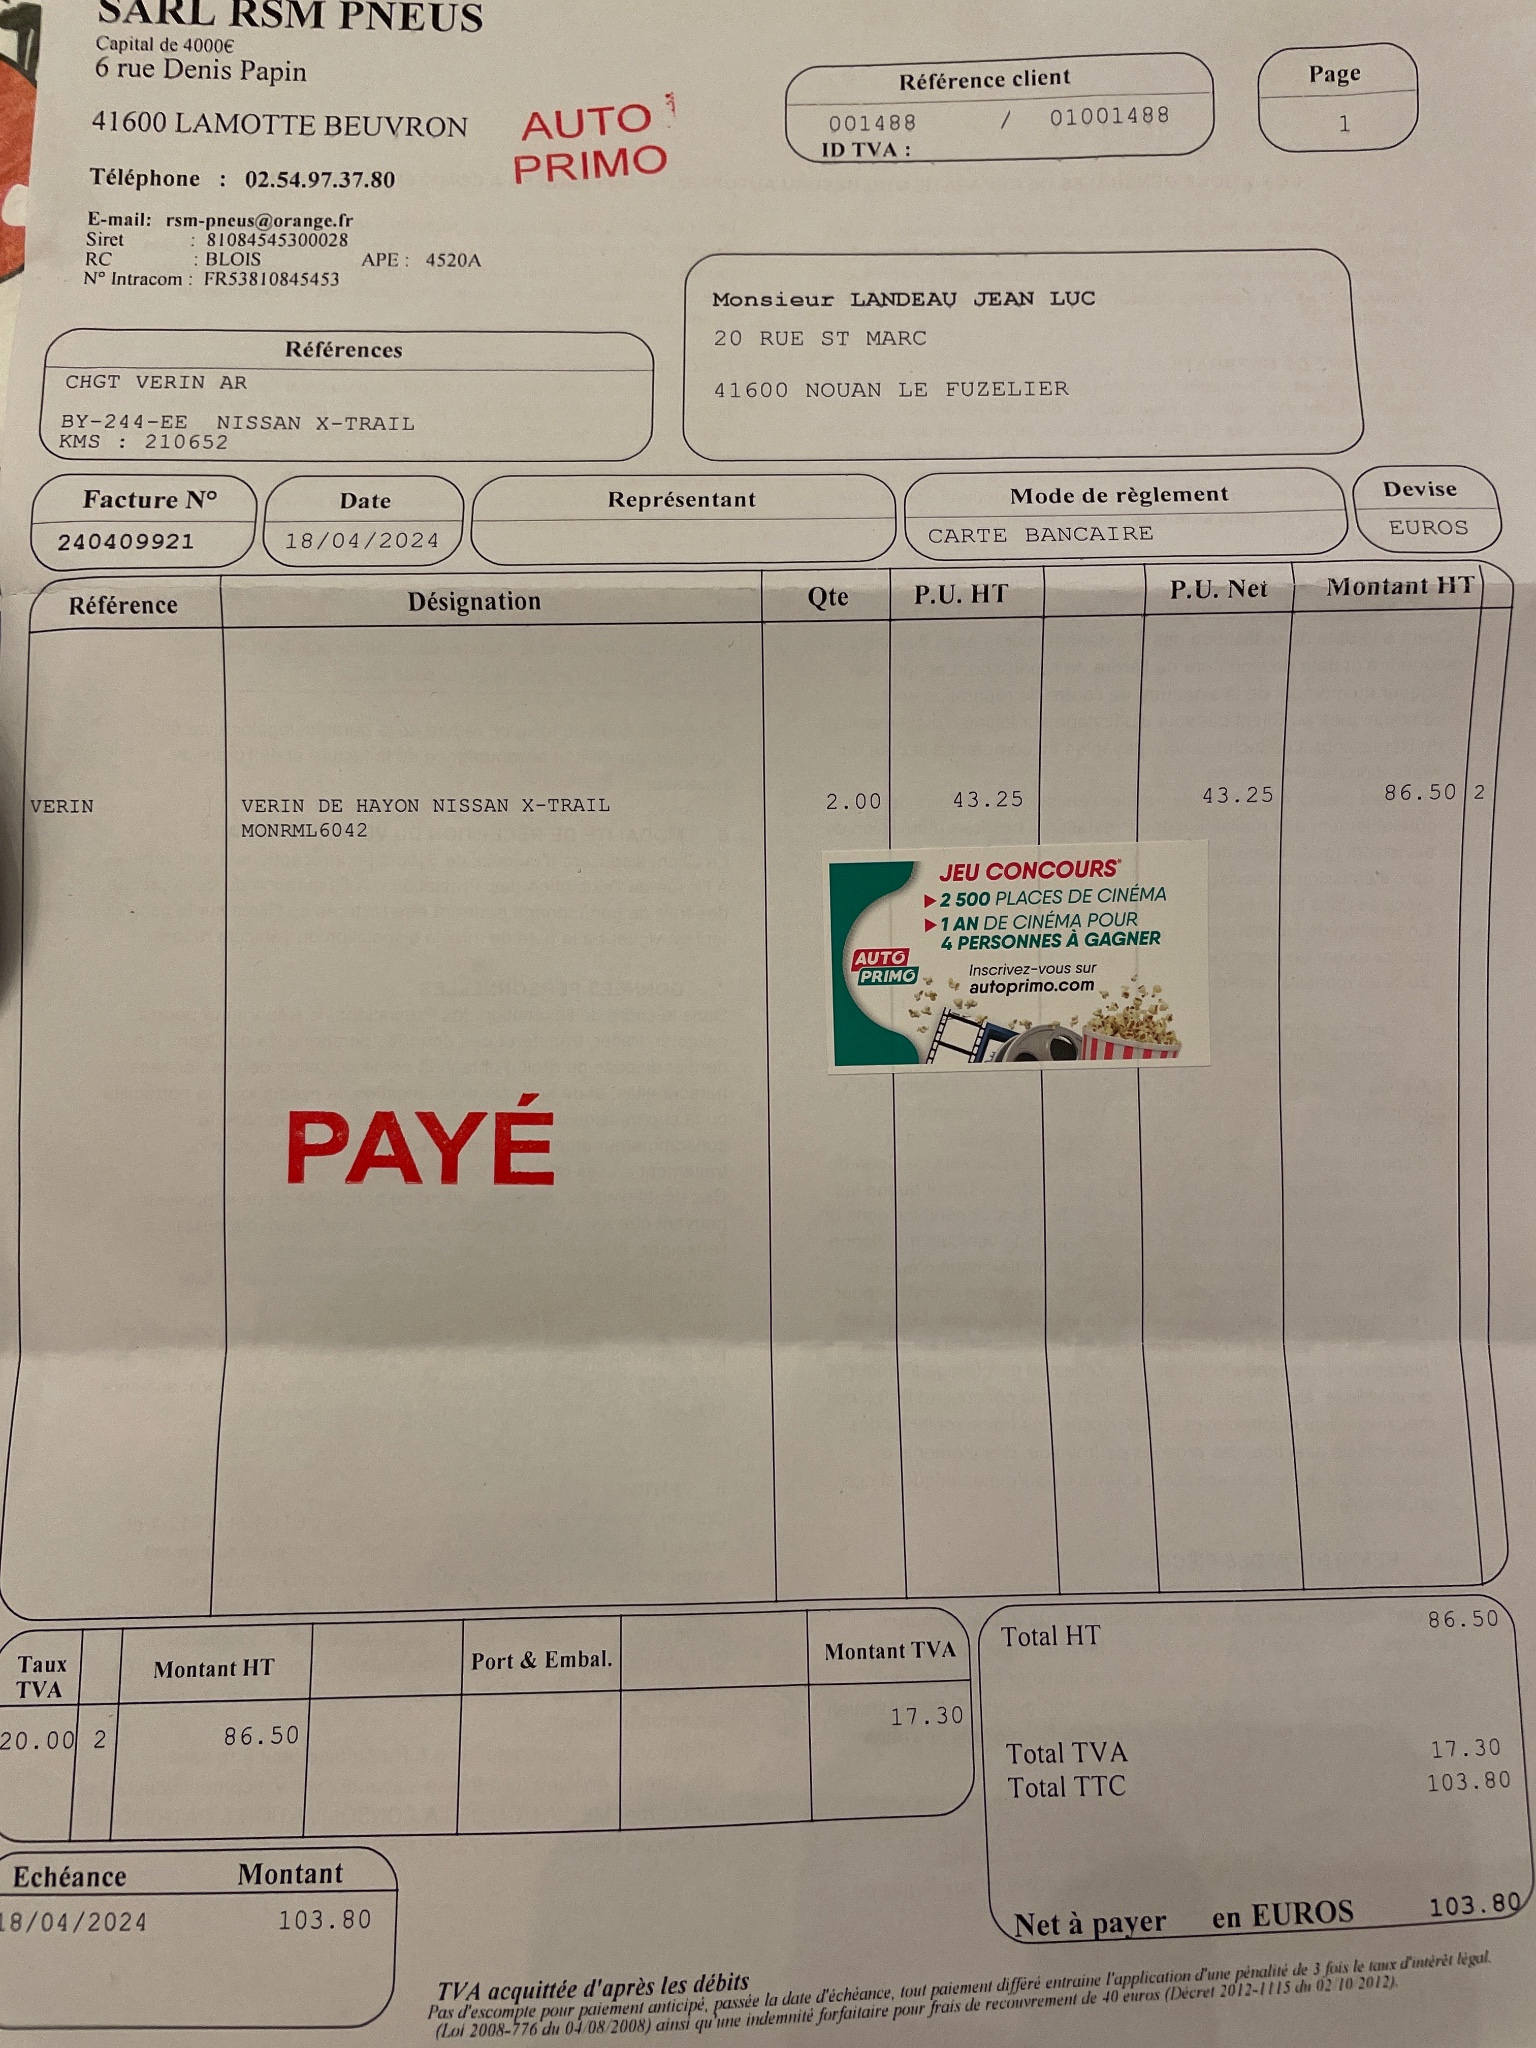 SARL RSM PNEUS
Capital de 4000€
6 rue Denis Papin
41600 LAMOTTE BEUVRON
AUTO
PRIMO
Téléphone : 02.54.97.37.80
E-mail: rsm-pneus@orange.fr
Siret : 81084545300028
RC : BLOIS APE : 4520A
N° Intracom : FR53810845453
Référence client
001488 / 01001488
ID TVA :
Page
1
Monsieur LANDEAU JEAN LUC
20 RUE ST MARC
41600 NOUAN LE FUZELIER
Références
CHGT VERIN AR
BY-244-EE NISSAN X-TRAIL
KMS : 210652
Facture N° Date Représentant Mode de règlement Devise
240409921 18/04/2024 CARTE BANCAIRE EUROS
Référence Désignation Qte P.U. HT P.U. Net Montant HT
VERIN VERIN DE HAYON NISSAN X-TRAIL 2.00 43.25 43.25 86.50 2
MONRML6042
JEU CONCOURS*
2 500 PLACES DE CINÉMA
1 AN DE CINÉMA POUR
4 PERSONNES À GAGNER
AUTO
PRIMO
Inscrivez-vous sur
autoprimo.com
PAYÉ
Taux TVA Montant HT Port & Embal. Montant TVA
20.00 2 86.50 17.30
Total HT 86.50
Total TVA 17.30
Total TTC 103.80
Net à payer en EUROS 103.80
Echéance Montant
18/04/2024 103.80
TVA acquittée d'après les débits
Pas d'escompte pour paiement anticipé, passée la date d'échéance, tout paiement différé entraine l'application d'une pénalité de 3 fois le taux d'intérêt légal.
(Loi 2008-776 du 04/08/2008) ainsi qu'une indemnité forfaitaire pour frais de recouvrement de 40 euros (Décret 2012-1115 du 02/10/2012).